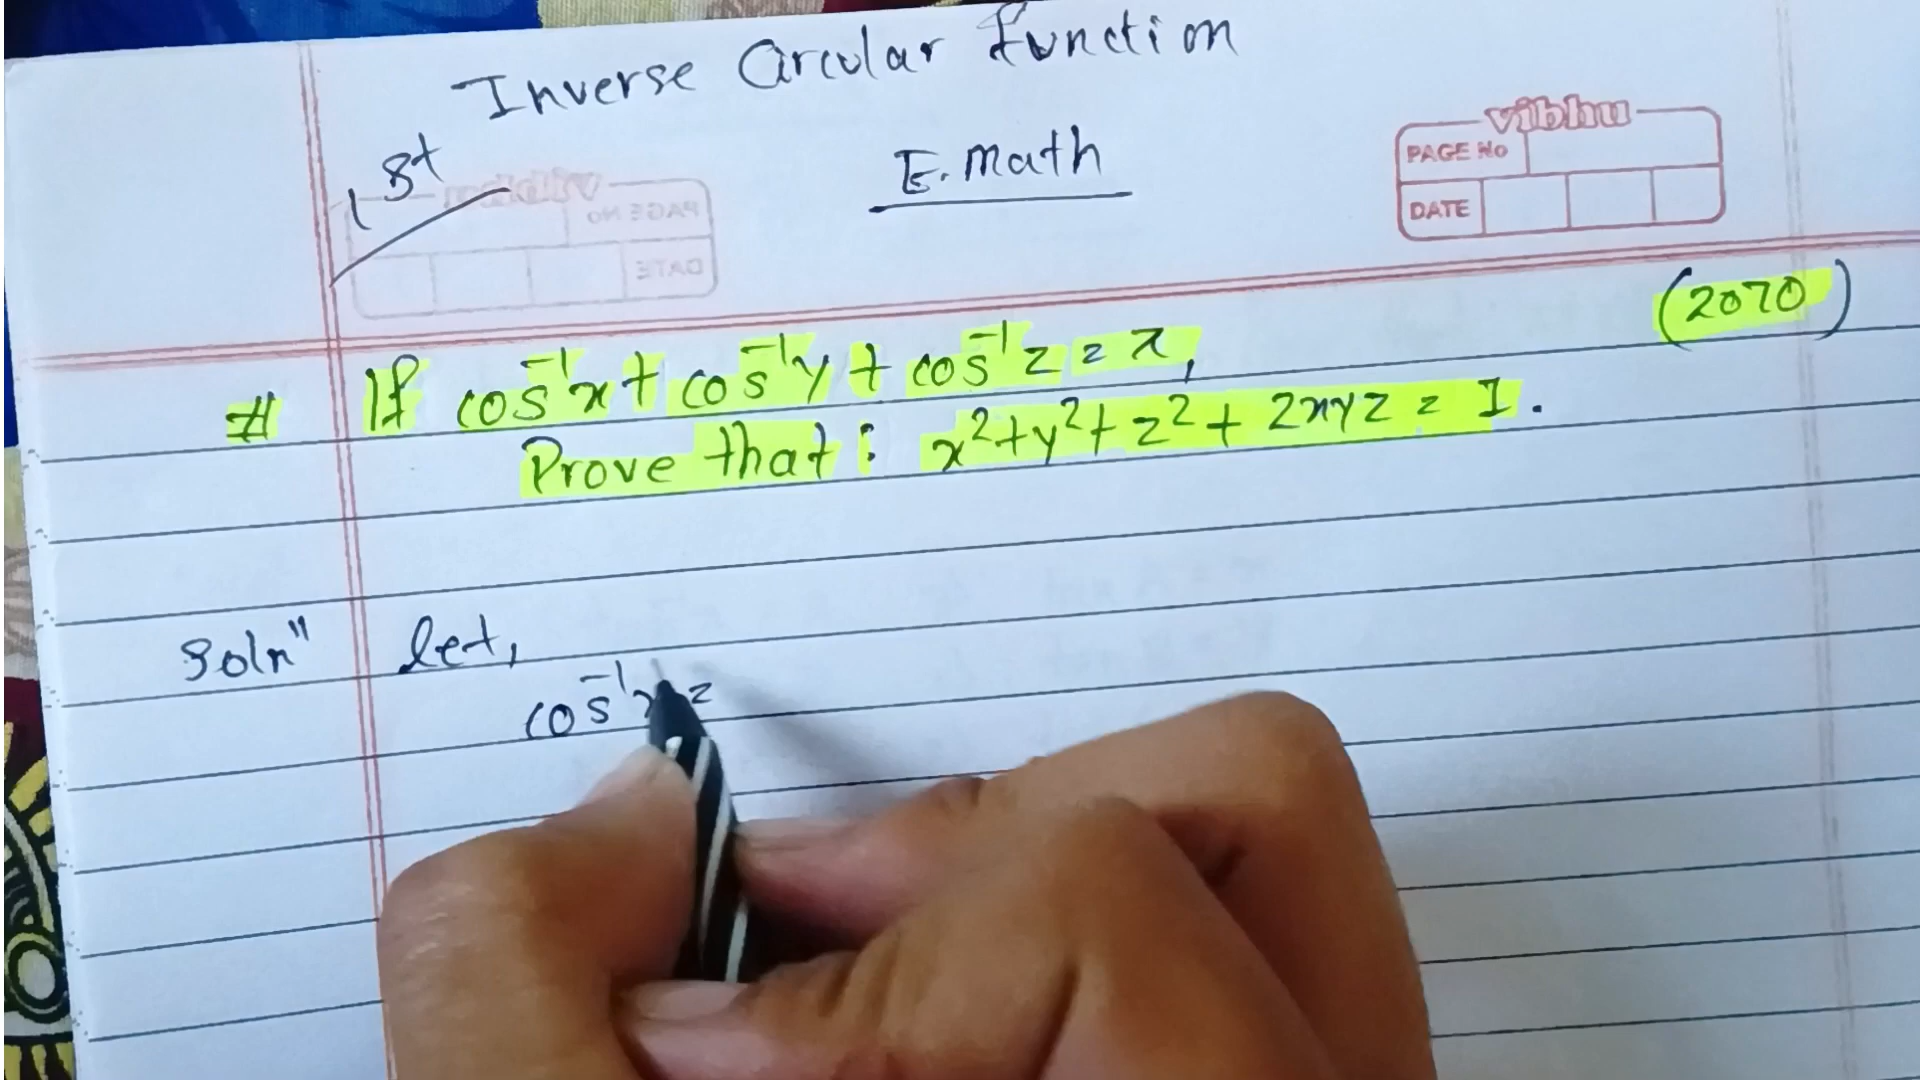 Inverse Circular function
1st
E. Math
vibhu
PAGE No
DATE
(2070)
# If cos⁻¹x + cos⁻¹y + cos⁻¹z = π,
Prove that: x² + y² + z² + 2xyz = 1.
Soln" let,
cos⁻¹x =